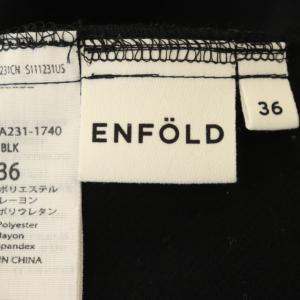 231CN S111231US
A231-1740
BLK
36
ポリエステル
レーヨン
ポリウレタン
Polyester
Rayon
Spandex
IN CHINA
ENFÖLD
36